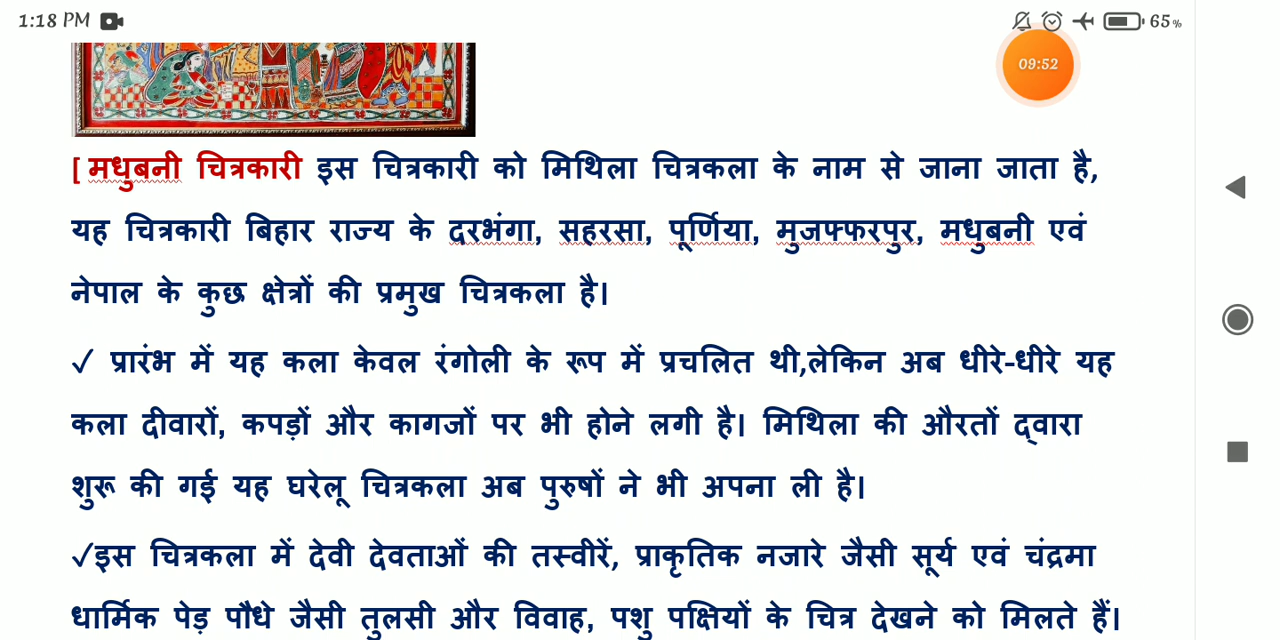 1:18 PM
65%
09:52
[ मधुबनी चित्रकारी इस चित्रकारी को मिथिला चित्रकला के नाम से जाना जाता है,
यह चित्रकारी बिहार राज्य के दरभंगा, सहरसा, पूर्णिया, मुजफ्फरपुर, मधुबनी एवं
नेपाल के कुछ क्षेत्रों की प्रमुख चित्रकला है।
✓ प्रारंभ में यह कला केवल रंगोली के रूप में प्रचलित थी,लेकिन अब धीरे-धीरे यह
कला दीवारों, कपड़ों और कागजों पर भी होने लगी है। मिथिला की औरतों द्वारा
शुरू की गई यह घरेलू चित्रकला अब पुरुषों ने भी अपना ली है।
✓इस चित्रकला में देवी देवताओं की तस्वीरें, प्राकृतिक नजारे जैसी सूर्य एवं चंद्रमा
धार्मिक पेड़ पौधे जैसी तुलसी और विवाह, पशु पक्षियों के चित्र देखने को मिलते हैं।